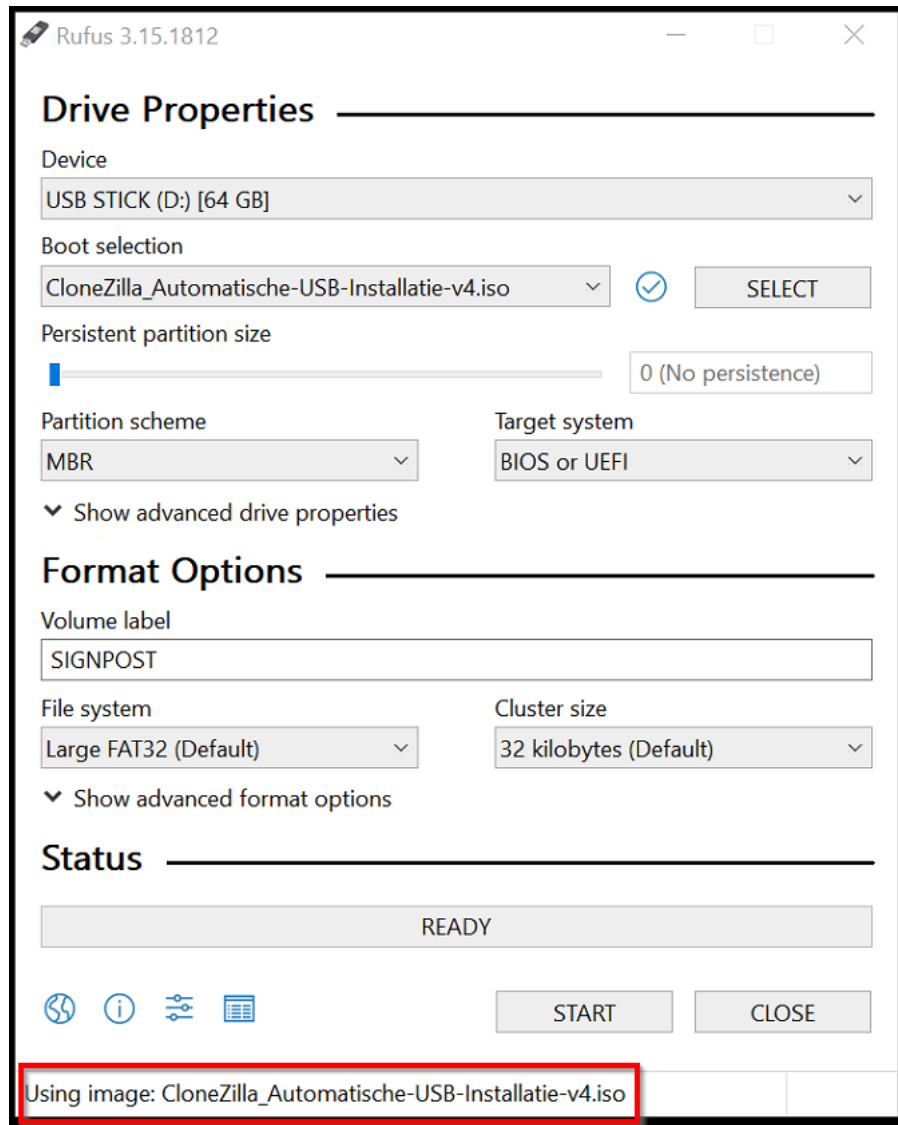 Rufus 3.15.1812
Drive Properties
Device
USB STICK (D:) [64 GB]
Boot selection
CloneZilla_Automatische-USB-Installatie-v4.iso
SELECT
Persistent partition size
0 (No persistence)
Partition scheme
Target system
MBR
BIOS or UEFI
Show advanced drive properties
Format Options
Volume label
SIGNPOST
File system
Cluster size
Large FAT32 (Default)
32 kilobytes (Default)
Show advanced format options
Status
READY
START
CLOSE
Using image: CloneZilla_Automatische-USB-Installatie-v4.iso